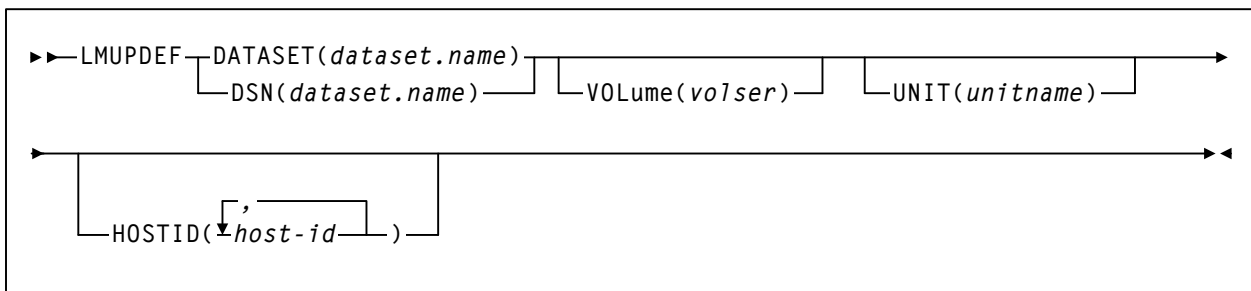 LMUPDEF DATASET(dataset.name)
DSN(dataset.name) VOLume(volser) UNIT(unitname)
,
HOSTID( host-id )